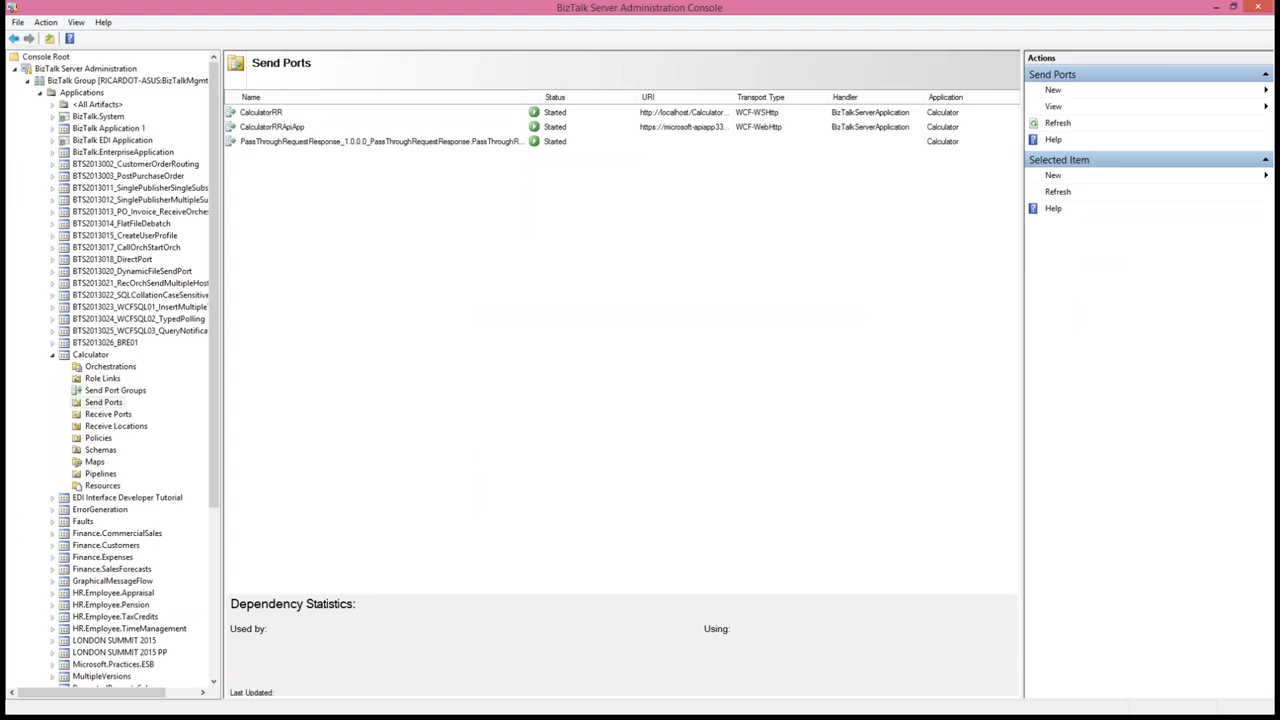 BizTalk Server Administration Console
File Action View Help
Console Root
BizTalk Server Administration
BizTalk Group [RICARDOT-ASUS:BizTalkMgmt
Applications
<All Artifacts>
BizTalk.System
BizTalk Application 1
BizTalk EDI Application
BizTalk.EnterpriseApplication
BTS2013002_CustomerOrderRouting
BTS2013003_PostPurchaseOrder
BTS2013011_SinglePublisherSingleSubs
BTS2013012_SinglePublisherMultipleSu
BTS2013013_PO_Invoice_ReceiveOrches
BTS2013014_FlatFileDebatch
BTS2013015_CreateUserProfile
BTS2013017_CallOrchStartOrch
BTS2013018_DirectPort
BTS2013020_DynamicFileSendPort
BTS2013021_RecOrchSendMultipleHost
BTS2013022_SQLCollationCaseSensitive
BTS2013023_WCFSQL01_InsertMultiple
BTS2013024_WCFSQL02_TypedPolling
BTS2013025_WCFSQL03_QueryNotifica
BTS2013026_BRE01
Calculator
Orchestrations
Role Links
Send Port Groups
Send Ports
Receive Ports
Receive Locations
Policies
Schemas
Maps
Pipelines
Resources
EDI Interface Developer Tutorial
ErrorGeneration
Faults
Finance.CommercialSales
Finance.Customers
Finance.Expenses
Finance.SalesForecasts
GraphicalMessageFlow
HR.Employee.Appraisal
HR.Employee.Pension
HR.Employee.TaxCredits
HR.Employee.TimeManagement
LONDON SUMMIT 2015
LONDON SUMMIT 2015 PP
Microsoft.Practices.ESB
MultipleVersions
Send Ports
Name Status URI Transport Type Handler Application
CalculatorRR Started http://localhost/Calculator... WCF-WSHttp BizTalkServerApplication Calculator
CalculatorRRApiApp Started https://microsoft-apiapp33... WCF-WebHttp BizTalkServerApplication Calculator
PassThroughRequestResponse_1.0.0.0_PassThroughRequestResponse.PassThroughR... Started Calculator
Dependency Statistics:
Used by: Using:
Last Updated:
Actions
Send Ports
New
View
Refresh
Help
Selected Item
New
Refresh
Help